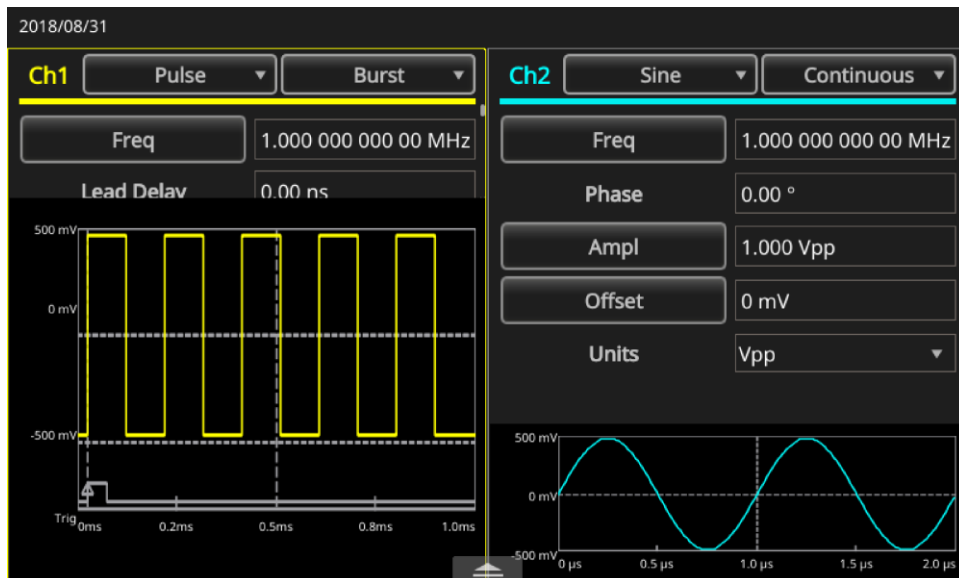 2018/08/31
Ch1 Pulse Burst
Freq 1.000 000 000 00 MHz
Lead Delay 0.00 ns
500 mV
0 mV
-500 mV
Trig 0ms 0.2ms 0.5ms 0.8ms 1.0ms
Ch2 Sine Continuous
Freq 1.000 000 000 00 MHz
Phase 0.00 °
Ampl 1.000 Vpp
Offset 0 mV
Units Vpp
500 mV
0 mV
-500 mV
0 µs 0.5 µs 1.0 µs 1.5 µs 2.0 µs